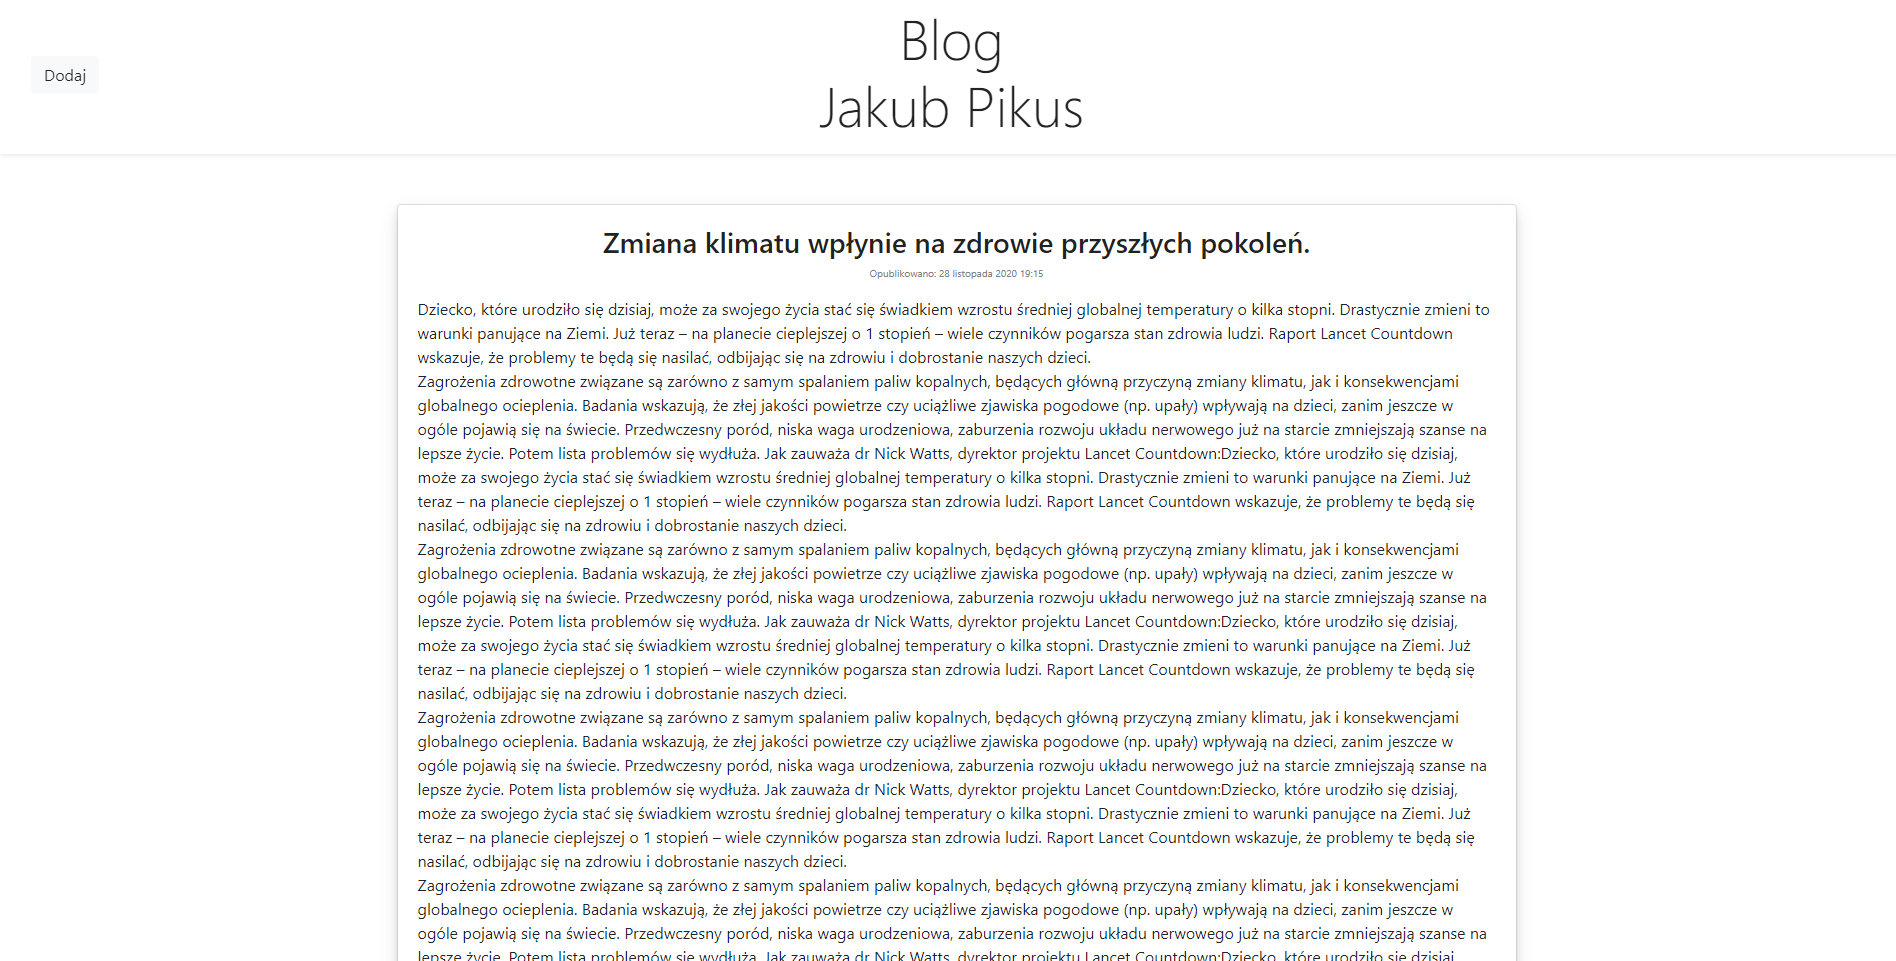 Blog
Jakub Pikus
Dodaj
Zmiana klimatu wpłynie na zdrowie przyszłych pokoleń.
Opublikowano: 28 listopada 2020 19:15
Dziecko, które urodziło się dzisiaj, może za swojego życia stać się świadkiem wzrostu średniej globalnej temperatury o kilka stopni. Drastycznie zmieni to
warunki panujące na Ziemi. Już teraz – na planecie cieplejszej o 1 stopień – wiele czynników pogarsza stan zdrowia ludzi. Raport Lancet Countdown
wskazuje, że problemy te będą się nasilać, odbijając się na zdrowiu i dobrostanie naszych dzieci.
Zagrożenia zdrowotne związane są zarówno z samym spalaniem paliw kopalnych, będących główną przyczyną zmiany klimatu, jak i konsekwencjami
globalnego ocieplenia. Badania wskazują, że złej jakości powietrze czy uciążliwe zjawiska pogodowe (np. upały) wpływają na dzieci, zanim jeszcze w
ogóle pojawią się na świecie. Przedwczesny poród, niska waga urodzeniowa, zaburzenia rozwoju układu nerwowego już na starcie zmniejszają szanse na
lepsze życie. Potem lista problemów się wydłuża. Jak zauważa dr Nick Watts, dyrektor projektu Lancet Countdown:Dziecko, które urodziło się dzisiaj,
może za swojego życia stać się świadkiem wzrostu średniej globalnej temperatury o kilka stopni. Drastycznie zmieni to warunki panujące na Ziemi. Już
teraz – na planecie cieplejszej o 1 stopień – wiele czynników pogarsza stan zdrowia ludzi. Raport Lancet Countdown wskazuje, że problemy te będą się
nasilać, odbijając się na zdrowiu i dobrostanie naszych dzieci.
Zagrożenia zdrowotne związane są zarówno z samym spalaniem paliw kopalnych, będących główną przyczyną zmiany klimatu, jak i konsekwencjami
globalnego ocieplenia. Badania wskazują, że złej jakości powietrze czy uciążliwe zjawiska pogodowe (np. upały) wpływają na dzieci, zanim jeszcze w
ogóle pojawią się na świecie. Przedwczesny poród, niska waga urodzeniowa, zaburzenia rozwoju układu nerwowego już na starcie zmniejszają szanse na
lepsze życie. Potem lista problemów się wydłuża. Jak zauważa dr Nick Watts, dyrektor projektu Lancet Countdown:Dziecko, które urodziło się dzisiaj,
może za swojego życia stać się świadkiem wzrostu średniej globalnej temperatury o kilka stopni. Drastycznie zmieni to warunki panujące na Ziemi. Już
teraz – na planecie cieplejszej o 1 stopień – wiele czynników pogarsza stan zdrowia ludzi. Raport Lancet Countdown wskazuje, że problemy te będą się
nasilać, odbijając się na zdrowiu i dobrostanie naszych dzieci.
Zagrożenia zdrowotne związane są zarówno z samym spalaniem paliw kopalnych, będących główną przyczyną zmiany klimatu, jak i konsekwencjami
globalnego ocieplenia. Badania wskazują, że złej jakości powietrze czy uciążliwe zjawiska pogodowe (np. upały) wpływają na dzieci, zanim jeszcze w
ogóle pojawią się na świecie. Przedwczesny poród, niska waga urodzeniowa, zaburzenia rozwoju układu nerwowego już na starcie zmniejszają szanse na
lepsze życie. Potem lista problemów się wydłuża. Jak zauważa dr Nick Watts, dyrektor projektu Lancet Countdown:Dziecko, które urodziło się dzisiaj,
może za swojego życia stać się świadkiem wzrostu średniej globalnej temperatury o kilka stopni. Drastycznie zmieni to warunki panujące na Ziemi. Już
teraz – na planecie cieplejszej o 1 stopień – wiele czynników pogarsza stan zdrowia ludzi. Raport Lancet Countdown wskazuje, że problemy te będą się
nasilać, odbijając się na zdrowiu i dobrostanie naszych dzieci.
Zagrożenia zdrowotne związane są zarówno z samym spalaniem paliw kopalnych, będących główną przyczyną zmiany klimatu, jak i konsekwencjami
globalnego ocieplenia. Badania wskazują, że złej jakości powietrze czy uciążliwe zjawiska pogodowe (np. upały) wpływają na dzieci, zanim jeszcze w
ogóle pojawią się na świecie. Przedwczesny poród, niska waga urodzeniowa, zaburzenia rozwoju układu nerwowego już na starcie zmniejszają szanse na
lepsze życie. Potem lista problemów się wydłuża. Jak zauważa dr Nick Watts, dyrektor projektu Lancet Countdown:Dziecko, które urodziło się dzisiaj,